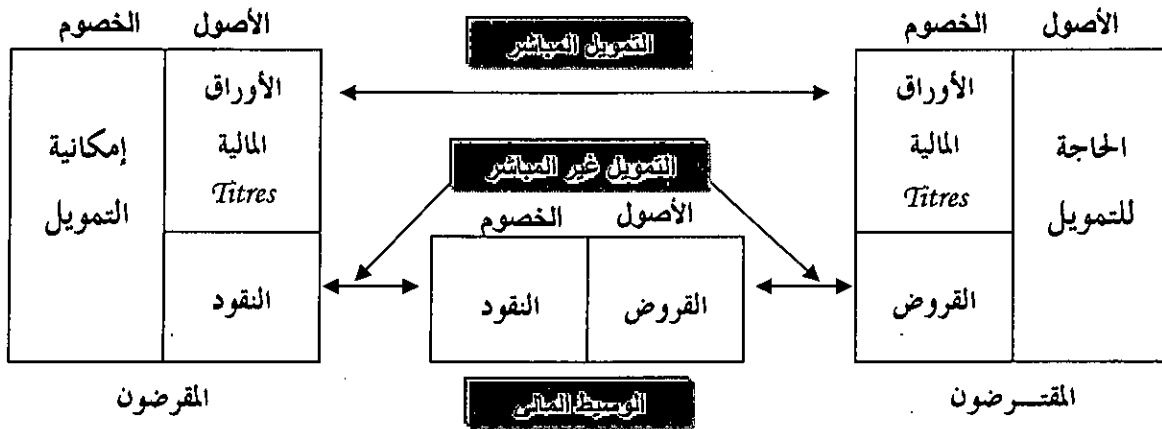 الأصول الخصوم
التمويل المباشر
الأصول الخصوم
الحاجة
للتمويل
الأوراق
المالية
Titres
القروض
التمويل غير المباشر
الأصول الخصوم
القروض
النقود
الأوراق
المالية
Titres
النقود
إمكانية
التمويل
المقتـــرضون
الوسيط المالي
المقرضون